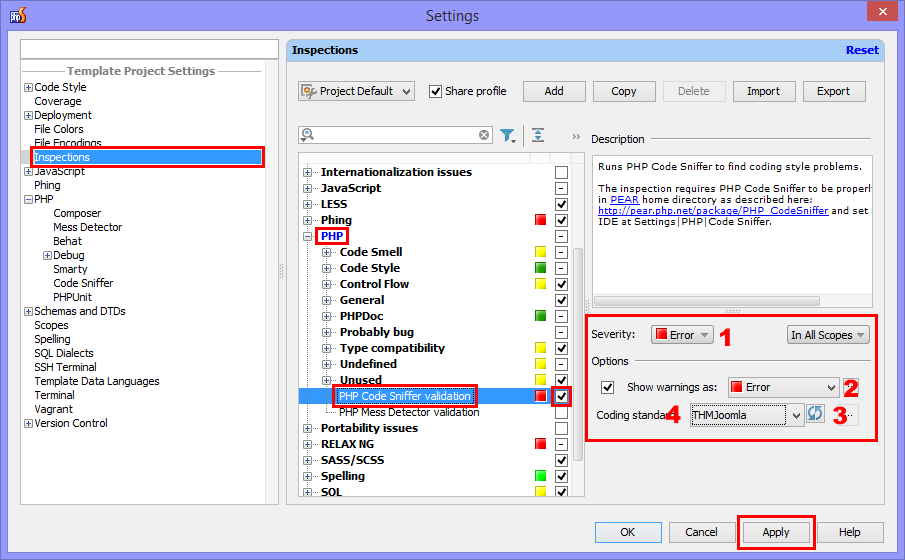 php
Settings
Template Project Settings
Code Style
Coverage
Deployment
File Colors
File Encodings
Inspections
JavaScript
Phing
PHP
Composer
Mess Detector
Behat
Debug
Smarty
Code Sniffer
PHPUnit
Schemas and DTDs
Scopes
Spelling
SQL Dialects
SSH Terminal
Template Data Languages
Terminal
Vagrant
Version Control
Inspections
Reset
Project Default
Share profile
Add
Copy
Delete
Import
Export
Internationalization issues
JavaScript
LESS
Phing
PHP
Code Smell
Code Style
Control Flow
General
PHPDoc
Probably bug
Type compatibility
Undefined
Unused
PHP Code Sniffer validation
PHP Mess Detector validation
Portability issues
RELAX NG
SASS/SCSS
Spelling
SQL
Description
Runs PHP Code Sniffer to find coding style problems.
The inspection requires PHP Code Sniffer to be properl
in PEAR home directory as described here:
http://pear.php.net/package/PHP_CodeSniffer and set
IDE at Settings|PHP|Code Sniffer.
Severity: Error 1 In All Scopes
Options
Show warnings as: Error 2
Coding standar 4 THMJoomla 3
OK
Cancel
Apply
Help